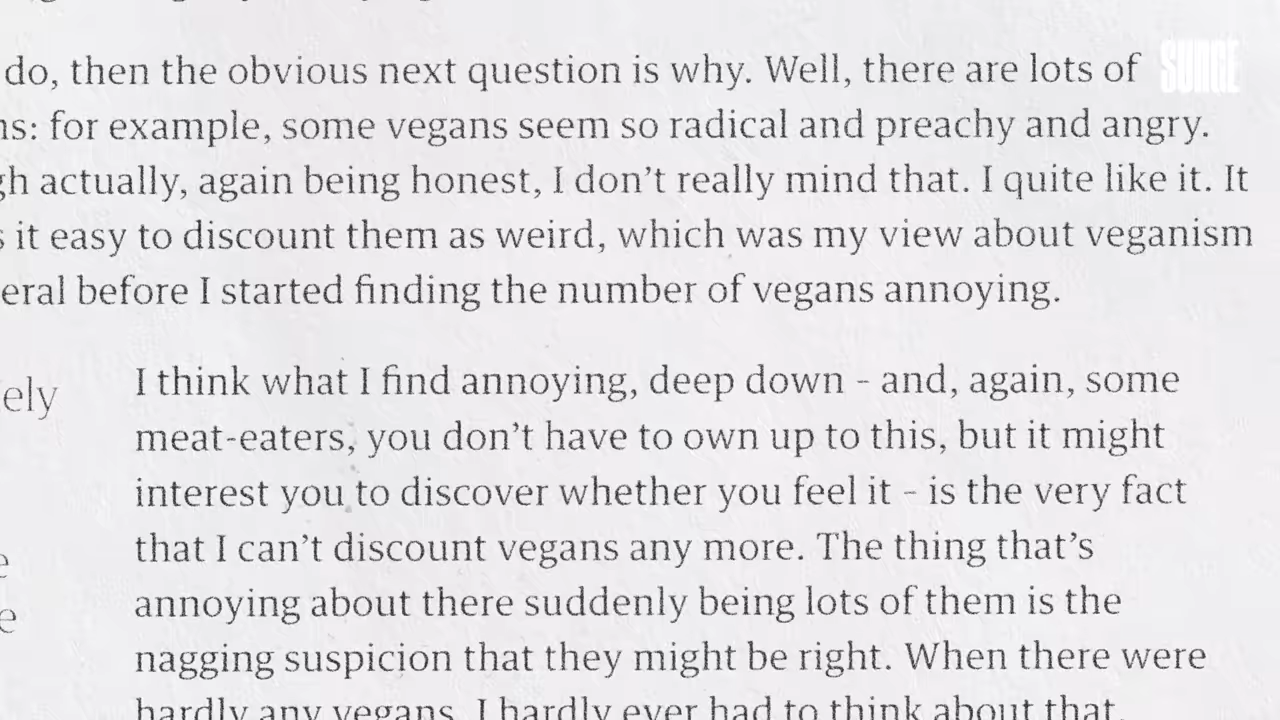 do, then the obvious next question is why. Well, there are lots of
SURGE
for example, some vegans seem so radical and preachy and angry.
actually, again being honest, I don't really mind that. I quite like it. It
it easy to discount them as weird, which was my view about veganism
before I started finding the number of vegans annoying.
I think what I find annoying, deep down - and, again, some
meat-eaters, you don't have to own up to this, but it might
interest you to discover whether you feel it - is the very fact
that I can't discount vegans any more. The thing that's
annoying about there suddenly being lots of them is the
nagging suspicion that they might be right. When there were
hardly any vegans, I hardly ever had to think about that.